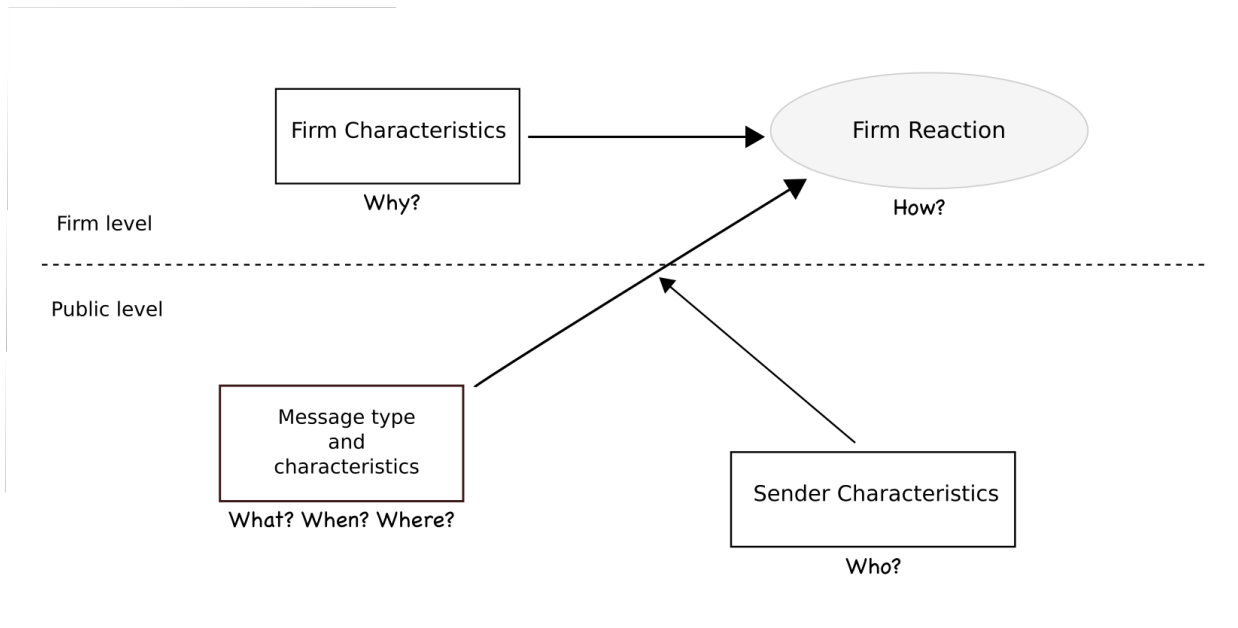 Firm Characteristics
Firm Reaction
Why?
How?
Firm level
Public level
Message type
and
characteristics
What? When? Where?
Sender Characteristics
Who?